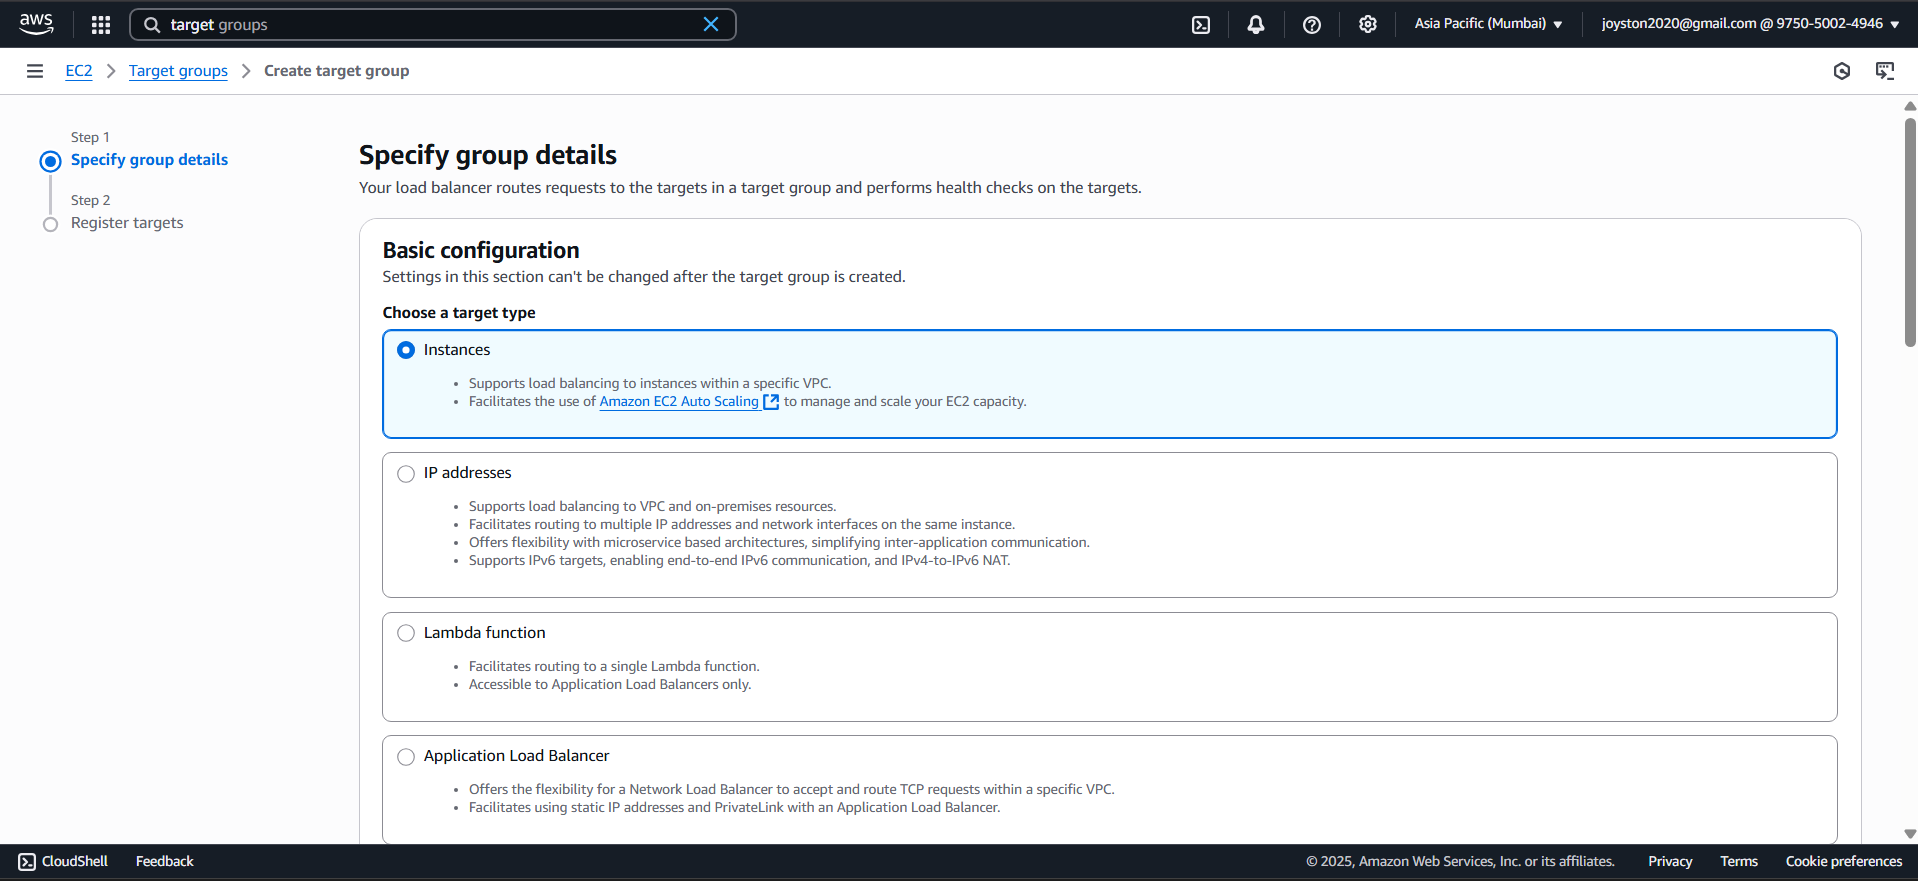 aws
target groups
Asia Pacific (Mumbai)
joyston2020@gmail.com @ 9750-5002-4946
EC2
Target groups
Create target group
Step 1
Specify group details
Step 2
Register targets
Specify group details
Your load balancer routes requests to the targets in a target group and performs health checks on the targets.
Basic configuration
Settings in this section can't be changed after the target group is created.
Choose a target type
Instances
• Supports load balancing to instances within a specific VPC.
• Facilitates the use of Amazon EC2 Auto Scaling to manage and scale your EC2 capacity.
IP addresses
• Supports load balancing to VPC and on-premises resources.
• Facilitates routing to multiple IP addresses and network interfaces on the same instance.
• Offers flexibility with microservice based architectures, simplifying inter-application communication.
• Supports IPv6 targets, enabling end-to-end IPv6 communication, and IPv4-to-IPv6 NAT.
Lambda function
• Facilitates routing to a single Lambda function.
• Accessible to Application Load Balancers only.
Application Load Balancer
• Offers the flexibility for a Network Load Balancer to accept and route TCP requests within a specific VPC.
• Facilitates using static IP addresses and PrivateLink with an Application Load Balancer.
CloudShell
Feedback
© 2025, Amazon Web Services, Inc. or its affiliates.
Privacy
Terms
Cookie preferences